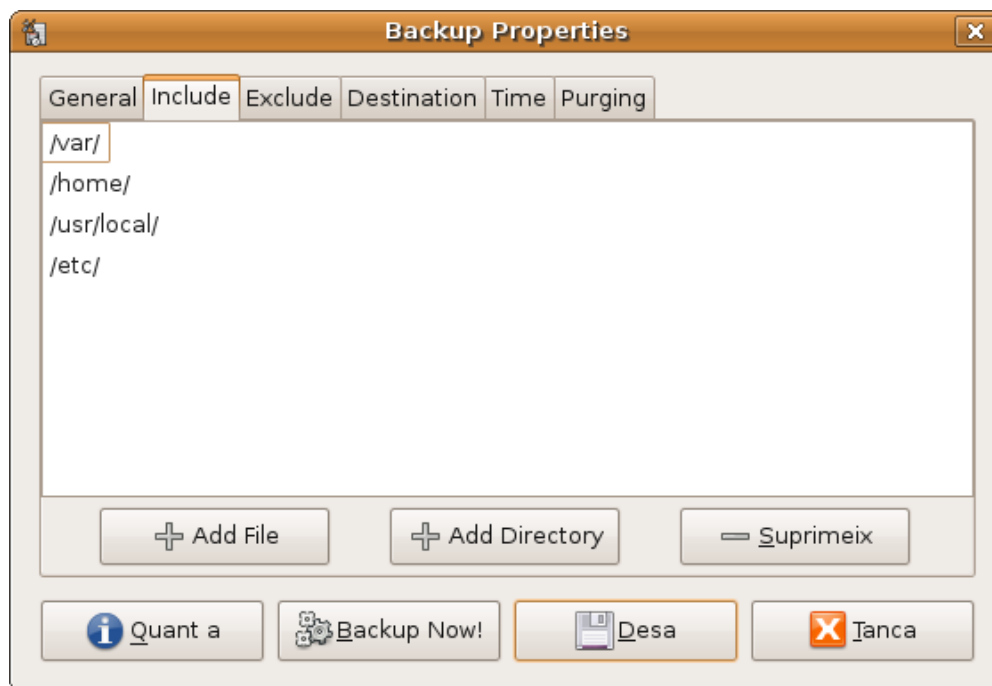 Backup Properties
General Include Exclude Destination Time Purging
/var/
/home/
/usr/local/
/etc/
Add File Add Directory Suprimeix
Quant a Backup Now! Desa Tanca